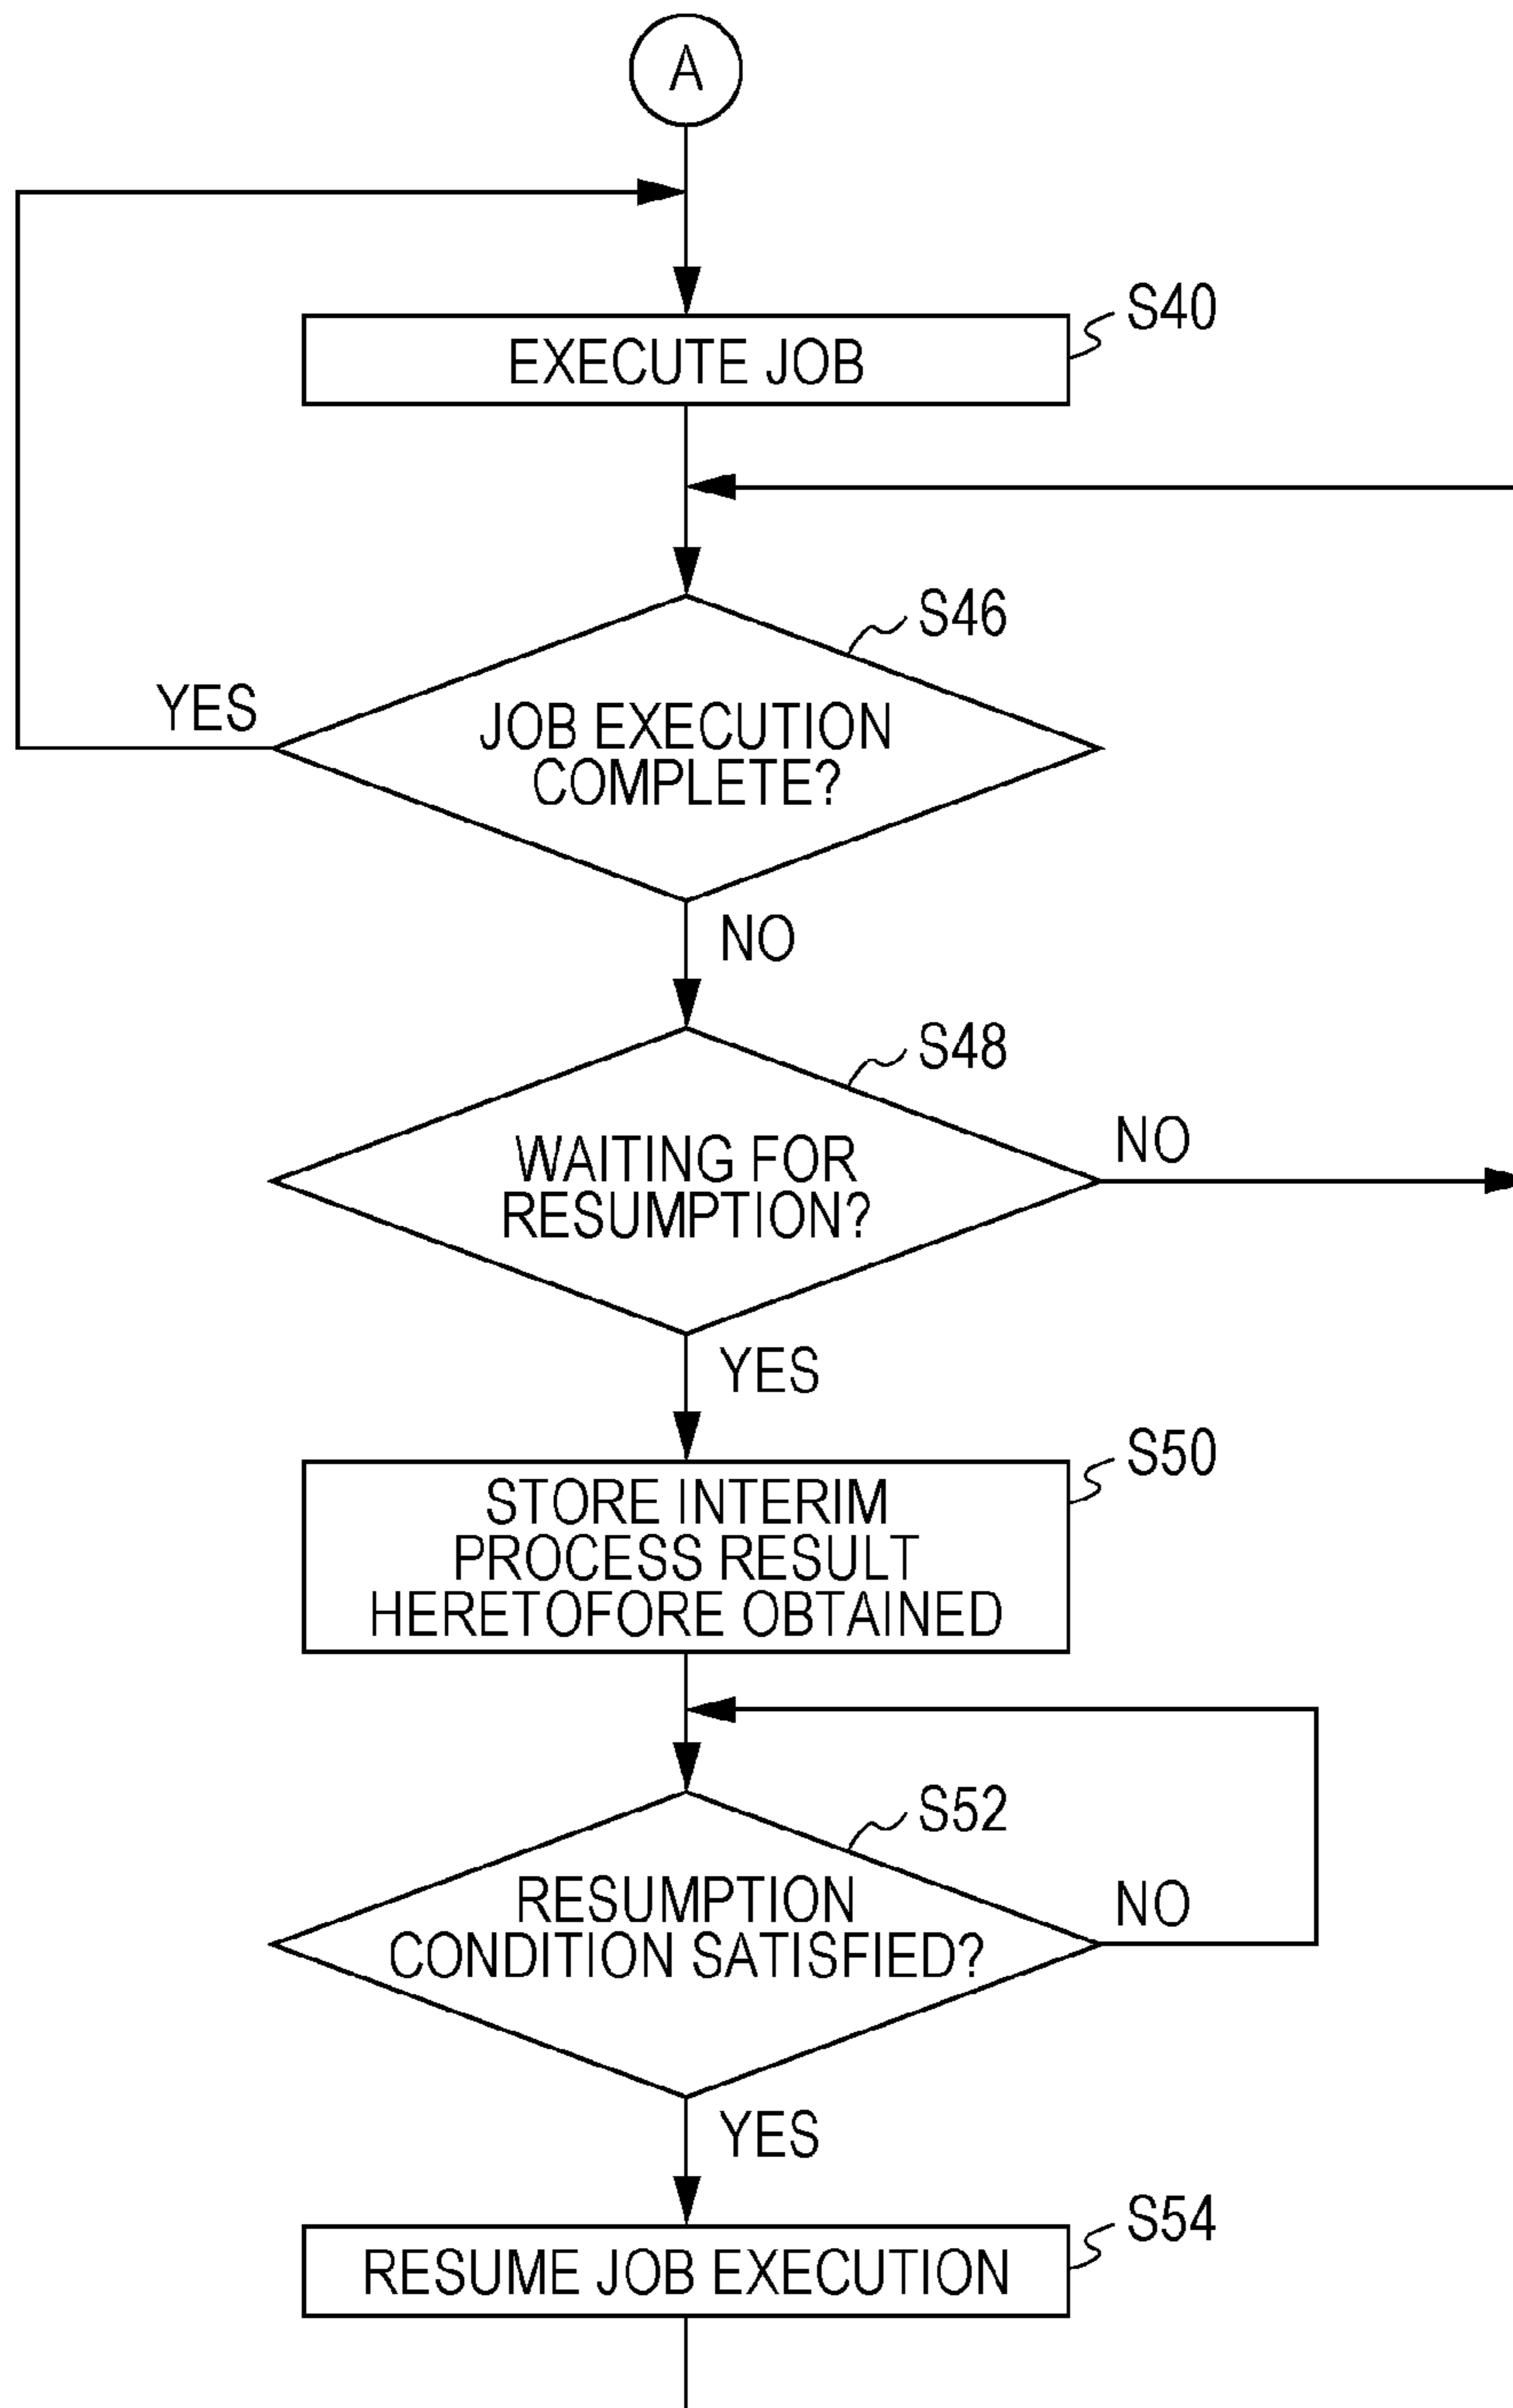 A
S40
EXECUTE JOB
S46
YES
JOB EXECUTION
COMPLETE?
NO
S48
NO
WAITING FOR
RESUMPTION?
YES
S50
STORE INTERIM
PROCESS RESULT
HERETOFORE OBTAINED
S52
RESUMPTION
CONDITION SATISFIED?
NO
YES
S54
RESUME JOB EXECUTION